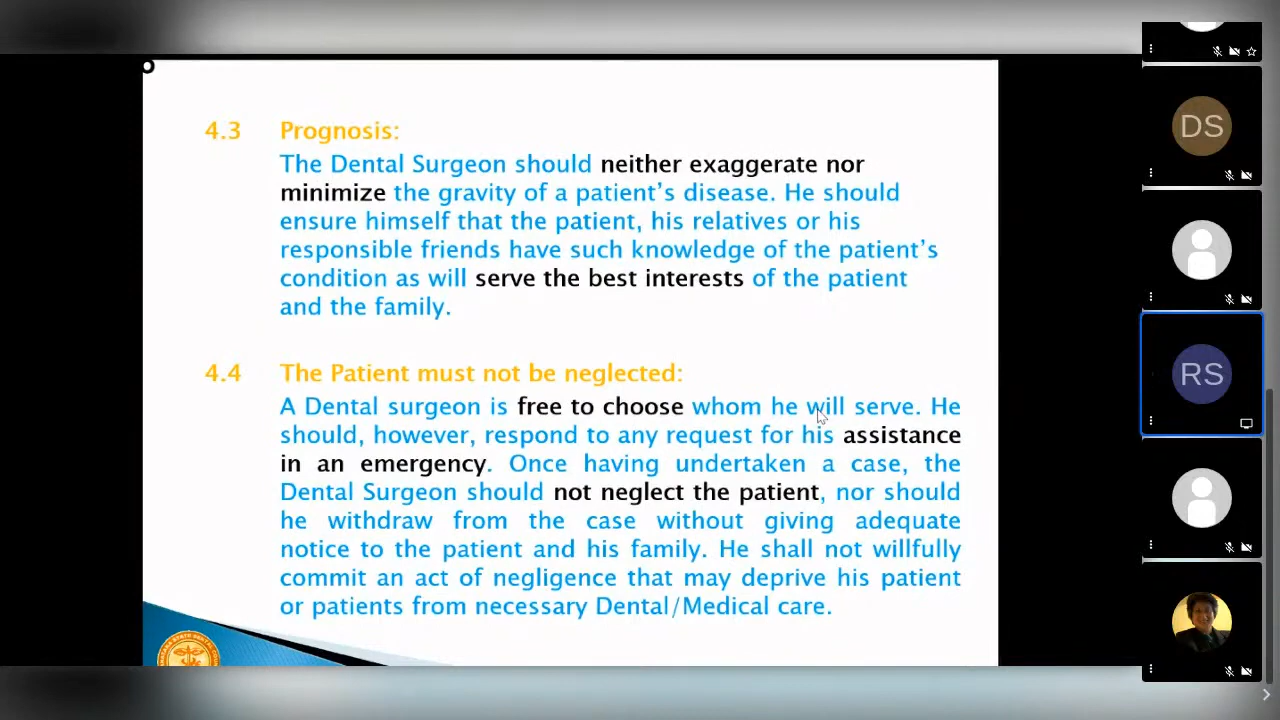 4.3 Prognosis:
The Dental Surgeon should neither exaggerate nor
minimize the gravity of a patient's disease. He should
ensure himself that the patient, his relatives or his
responsible friends have such knowledge of the patient's
condition as will serve the best interests of the patient
and the family.
4.4 The Patient must not be neglected:
A Dental surgeon is free to choose whom he will serve. He
should, however, respond to any request for his assistance
in an emergency. Once having undertaken a case, the
Dental Surgeon should not neglect the patient, nor should
he withdraw from the case without giving adequate
notice to the patient and his family. He shall not willfully
commit an act of negligence that may deprive his patient
or patients from necessary Dental/Medical care.
DS
RS